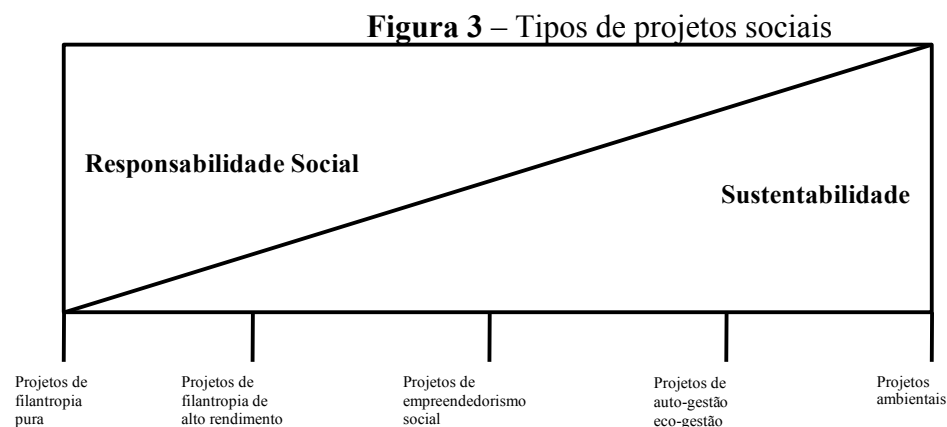 Figura 3 – Tipos de projetos sociais
Responsabilidade Social
Sustentabilidade
Projetos de
filantropia
pura
Projetos de
filantropia de
alto rendimento
Projetos de
empreendedorismo
social
Projetos de
auto-gestão
eco-gestão
Projetos
ambientais